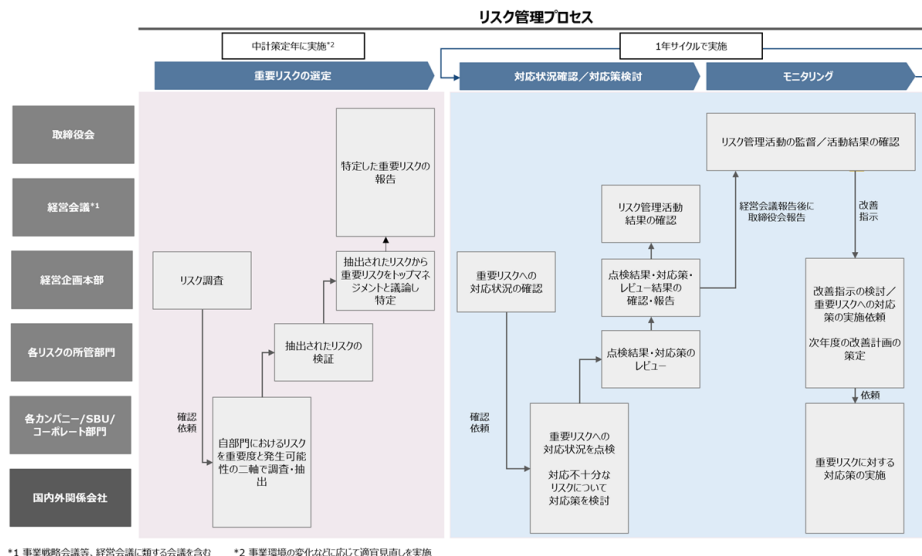 リスク管理プロセス
中計策定年に実施*2
1年サイクルで実施
重要リスクの選定
対応状況確認／対応策検討
モニタリング
取締役会
経営会議*1
経営企画本部
各リスクの所管部門
各カンパニー/SBU/
コーポレート部門
国内外関係会社
リスク調査
確認
依頼
自部門におけるリスク
を重要度と発生可能
性の二軸で調査・抽
出
抽出されたリスクの
検証
抽出されたリスクから
重要リスクをトップマネ
ジメントと議論し
特定
特定した重要リスクの
報告
重要リスクへの
対応状況の確認
確認
依頼
重要リスクへの
対応状況を点検
対応不十分な
リスクについて
対応策を検討
点検結果・対応策の
レビュー
点検結果・対応策・
レビュー結果の
確認・報告
リスク管理活動
結果の確認
経営会議報告後に
取締役会報告
リスク管理活動の監督／活動結果の確認
改善
指示
改善指示の検討／
重要リスクへの対応
策の実施依頼
次年度の改善計画の
策定
依頼
重要リスクに対する
対応策の実施
*1 事業戦略会議等、経営会議に類する会議を含む
*2 事業環境の変化などに応じて適宜見直しを実施